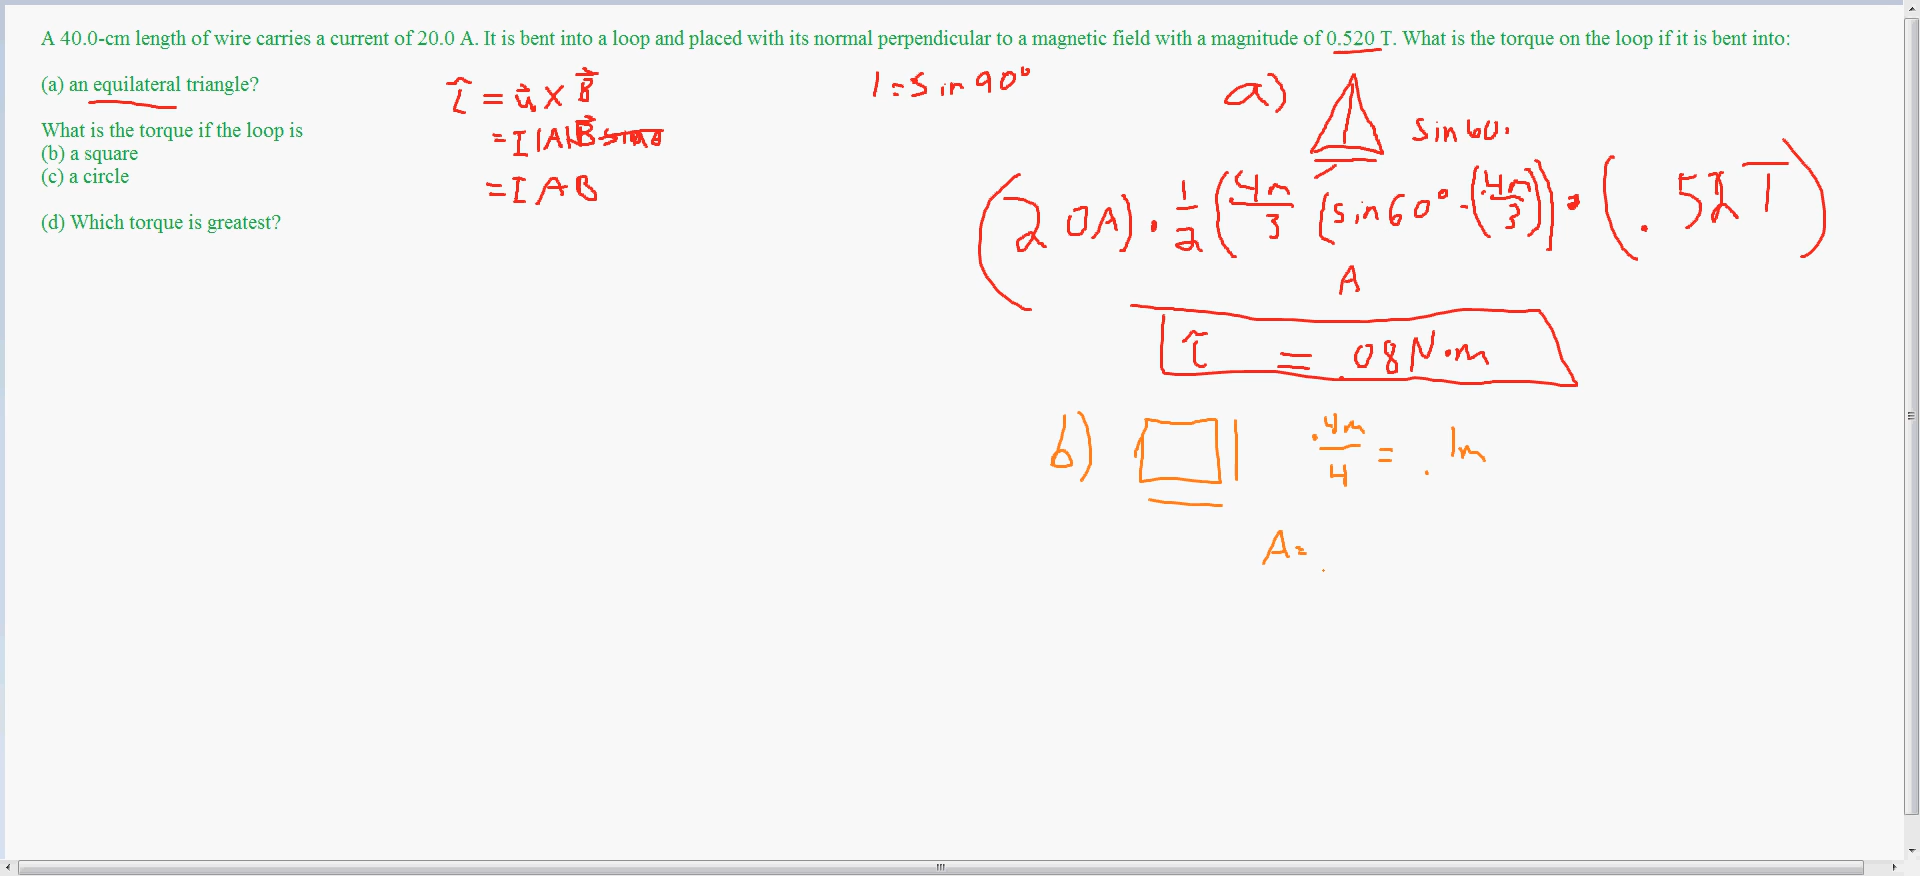 A 40.0-cm length of wire carries a current of 20.0 A. It is bent into a loop and placed with its normal perpendicular to a magnetic field with a magnitude of 0.520 T. What is the torque on the loop if it is bent into:
(a) an equilateral triangle?
What is the torque if the loop is
(b) a square
(c) a circle
(d) Which torque is greatest?
τ = u⃗ × B⃗
= I |A| B⃗ sin θ
= I A B
1 = sin 90°
a)
sin 60°
(20A) · 1/2 (.4m/3 (sin 60° · (.4m/3))) · (.52 T)
A
τ = .08 N·m
b) .4m/4 = .1m
A =